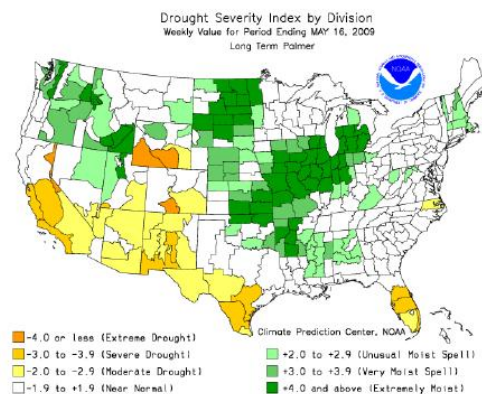 Drought Severity Index by Division
Weekly Value for Period Ending MAY 16, 2009
Long Term Palmer
NOAA
Climate Prediction Center, NOAA
-4.0 or less (Extreme Drought)
-3.0 to -3.9 (Severe Drought)
-2.0 to -2.9 (Moderate Drought)
-1.9 to +1.9 (Near Normal)
+2.0 to +2.9 (Unusual Moist Spell)
+3.0 to +3.9 (Very Moist Spell)
+4.0 and above (Extremely Moist)